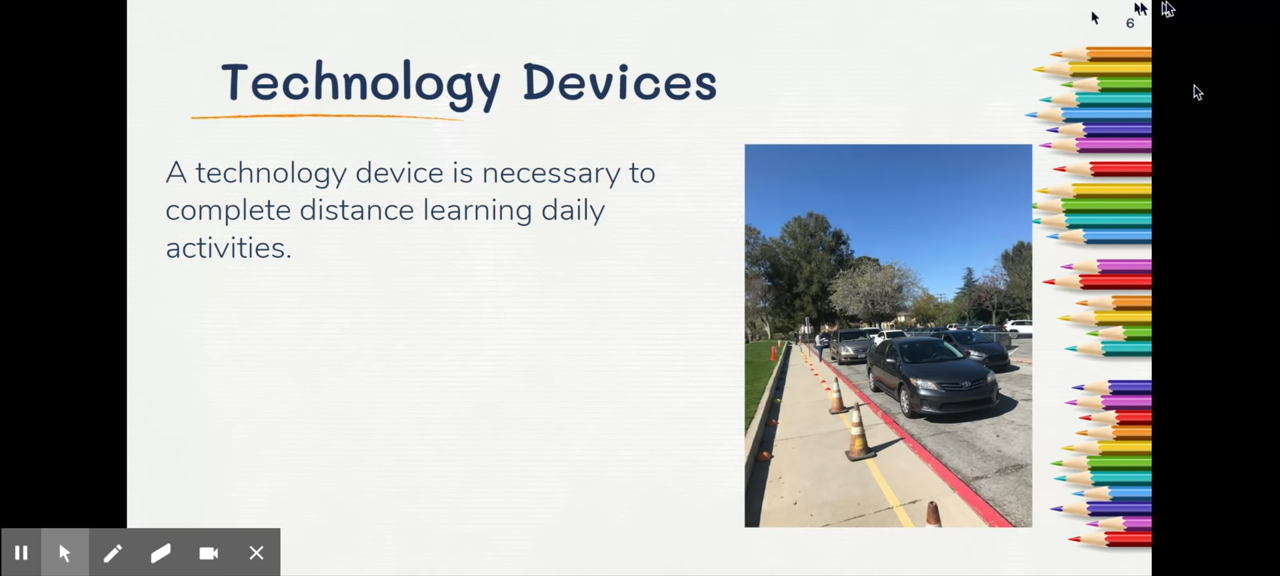 6
Technology Devices
A technology device is necessary to
complete distance learning daily
activities.